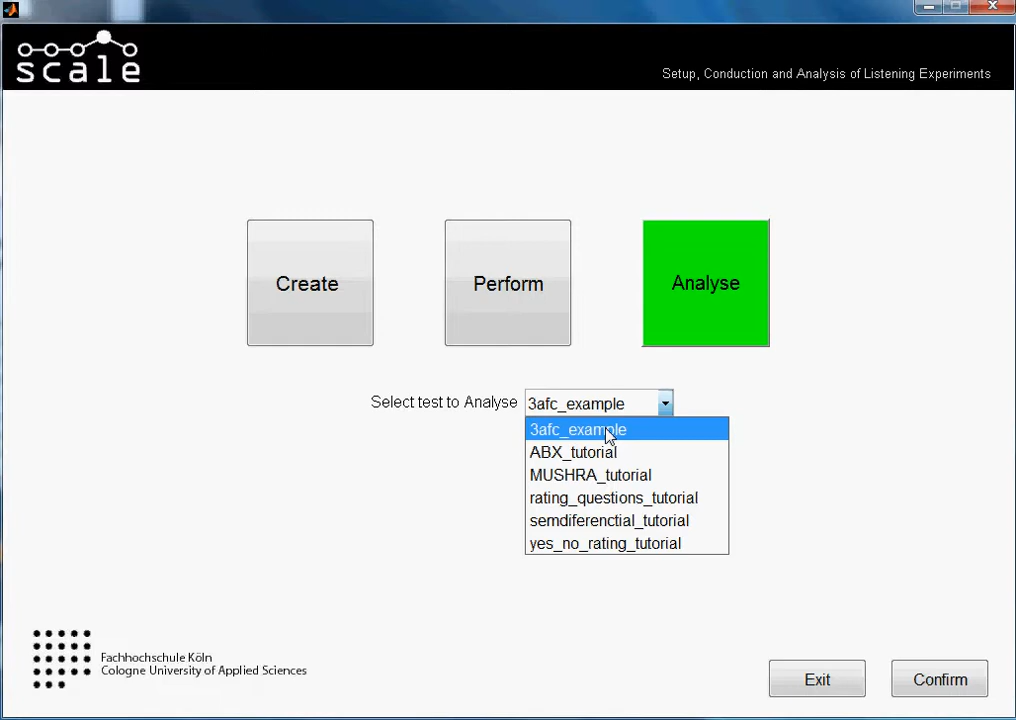 scale
Setup, Conduction and Analysis of Listening Experiments
Create
Perform
Analyse
Select test to Analyse
3afc_example
3afc_example
ABX_tutorial
MUSHRA_tutorial
rating_questions_tutorial
semdiferenctial_tutorial
yes_no_rating_tutorial
Fachhochschule Köln
Cologne University of Applied Sciences
Exit
Confirm